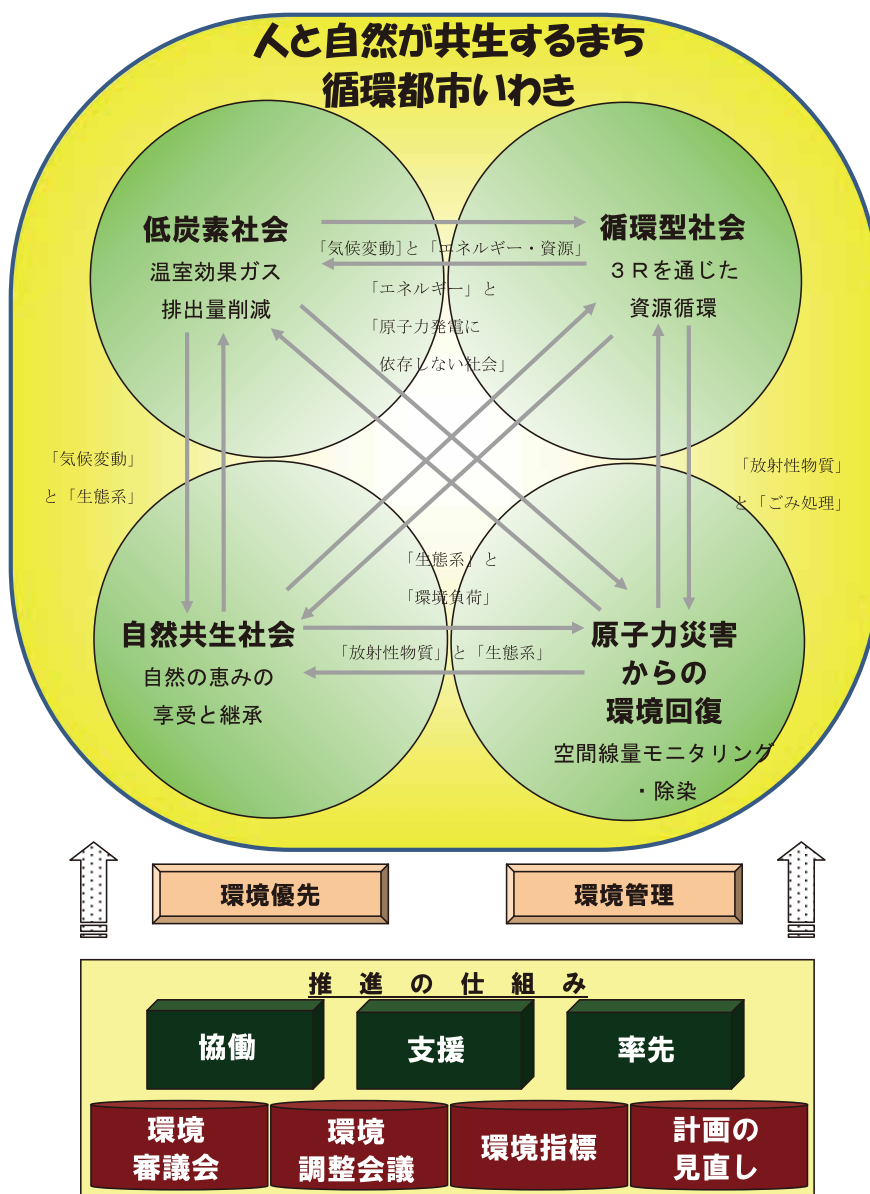 人と自然が共生するまち
循環都市いわき
低炭素社会
温室効果ガス
排出量削減
循環型社会
３Ｒを通じた
資源循環
「気候変動]と「エネルギー・資源」
「エネルギー」と
「原子力発電に
依存しない社会」
「気候変動」
と「生態系」
「放射性物質」
と「ごみ処理」
「生態系」と
「環境負荷」
自然共生社会
自然の恵みの
享受と継承
「放射性物質」と「生態系」
原子力災害
からの
環境回復
空間線量モニタリング
・除染
環境優先
環境管理
推進の仕組み
協働
支援
率先
環境
審議会
環境
調整会議
環境指標
計画の
見直し